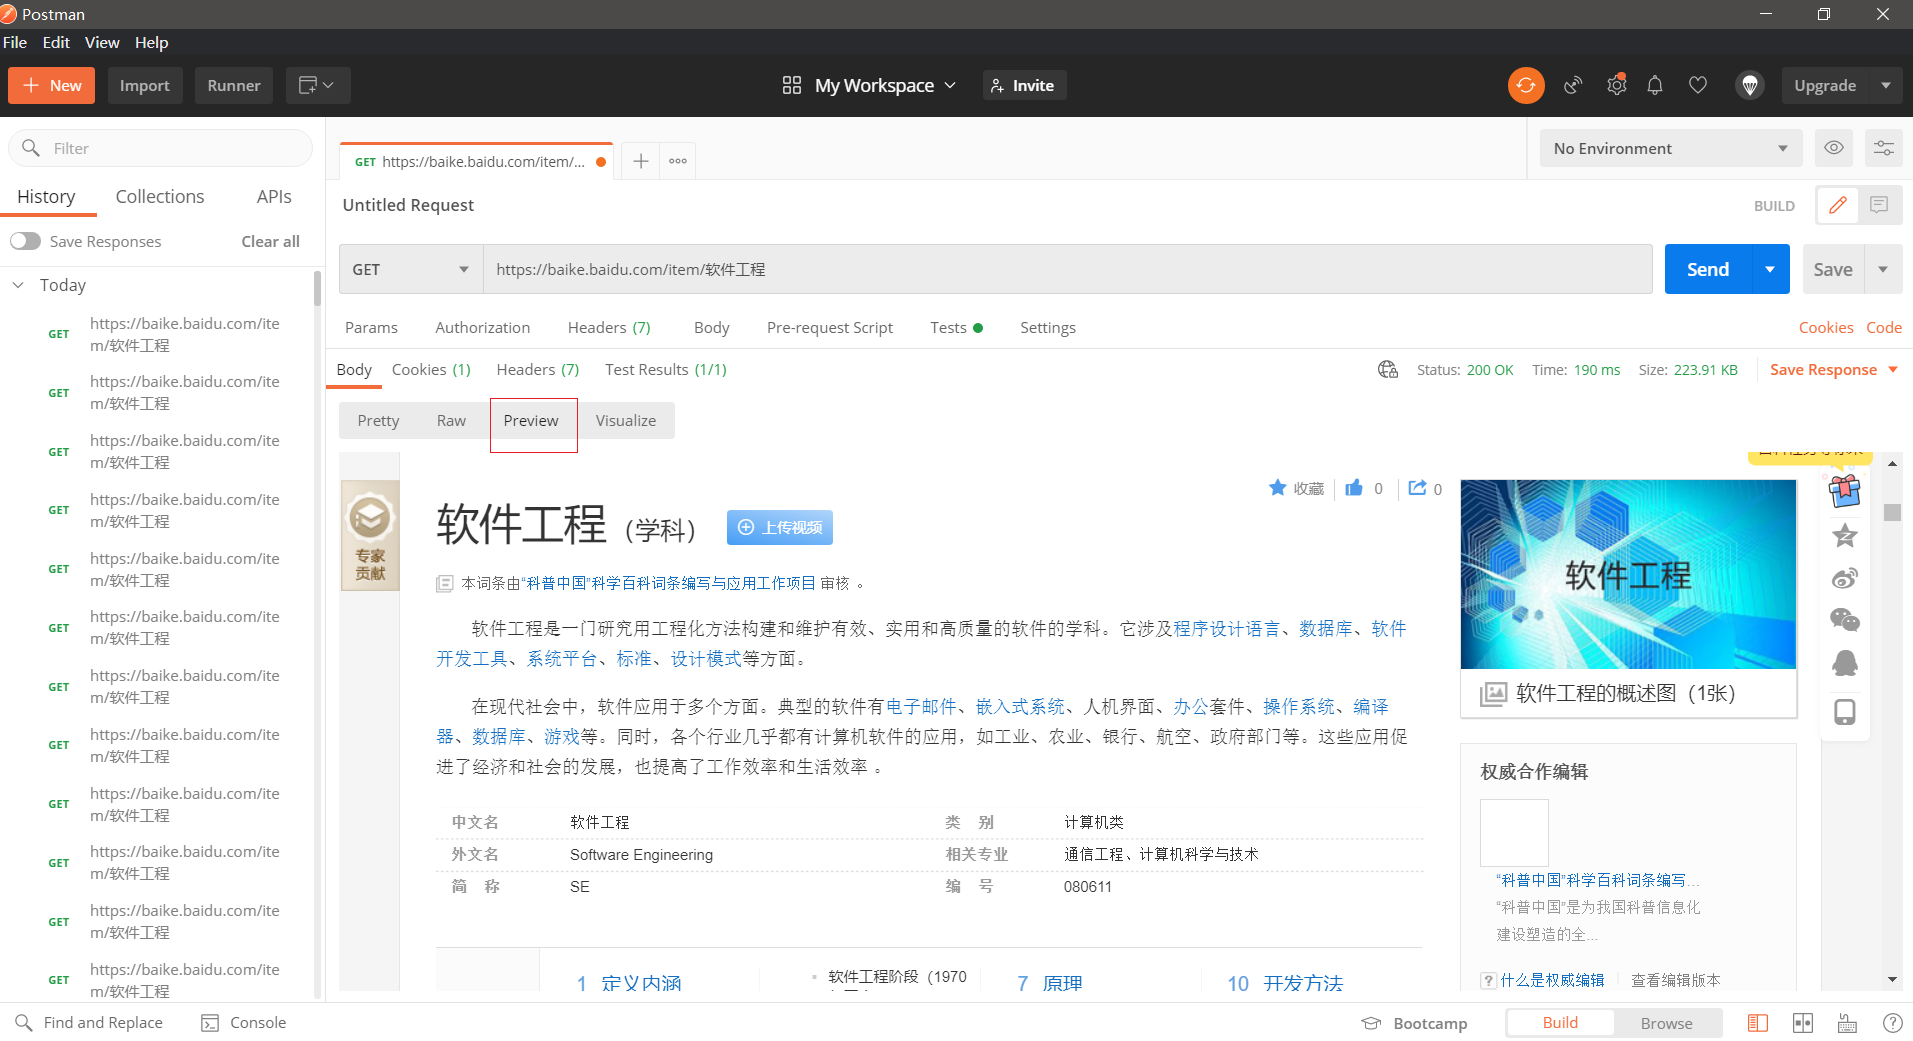 Postman
File Edit View Help
New Import Runner My Workspace Invite Upgrade
Filter
History Collections APIs
Save Responses Clear all
Today
GET https://baike.baidu.com/ite
m/软件工程
GET https://baike.baidu.com/ite
m/软件工程
GET https://baike.baidu.com/ite
m/软件工程
GET https://baike.baidu.com/ite
m/软件工程
GET https://baike.baidu.com/ite
m/软件工程
GET https://baike.baidu.com/ite
m/软件工程
GET https://baike.baidu.com/ite
m/软件工程
GET https://baike.baidu.com/ite
m/软件工程
GET https://baike.baidu.com/ite
m/软件工程
GET https://baike.baidu.com/ite
m/软件工程
GET https://baike.baidu.com/ite
m/软件工程
GET https://baike.baidu.com/ite
m/软件工程
GET https://baike.baidu.com/item/...
No Environment
Untitled Request
BUILD
GET https://baike.baidu.com/item/软件工程
Send Save
Params Authorization Headers (7) Body Pre-request Script Tests Settings
Cookies Code
Body Cookies (1) Headers (7) Test Results (1/1)
Status: 200 OK Time: 190 ms Size: 223.91 KB Save Response
Pretty Raw Preview Visualize
专家
贡献
收藏 0 0
软件工程 (学科) 上传视频
本词条由“科普中国”科学百科词条编写与应用工作项目 审核 。
软件工程是一门研究用工程化方法构建和维护有效、实用和高质量的软件的学科。它涉及程序设计语言、数据库、软件
开发工具、系统平台、标准、设计模式等方面。
在现代社会中，软件应用于多个方面。典型的软件有电子邮件、嵌入式系统、人机界面、办公套件、操作系统、编译
器、数据库、游戏等。同时，各个行业几乎都有计算机软件的应用，如工业、农业、银行、航空、政府部门等。这些应用促
进了经济和社会的发展，也提高了工作效率和生活效率 。
中文名 软件工程 类 别 计算机类
外文名 Software Engineering 相关专业 通信工程、计算机科学与技术
简 称 SE 编 号 080611
1 定义内涵
软件工程阶段（1970
7 原理
10 开发方法
软件工程
软件工程的概述图（1张）
权威合作编辑
“科普中国”科学百科词条编写...
“科普中国”是为我国科普信息化
建设塑造的全...
? 什么是权威编辑 查看编辑版本
Find and Replace Console
Bootcamp Build Browse